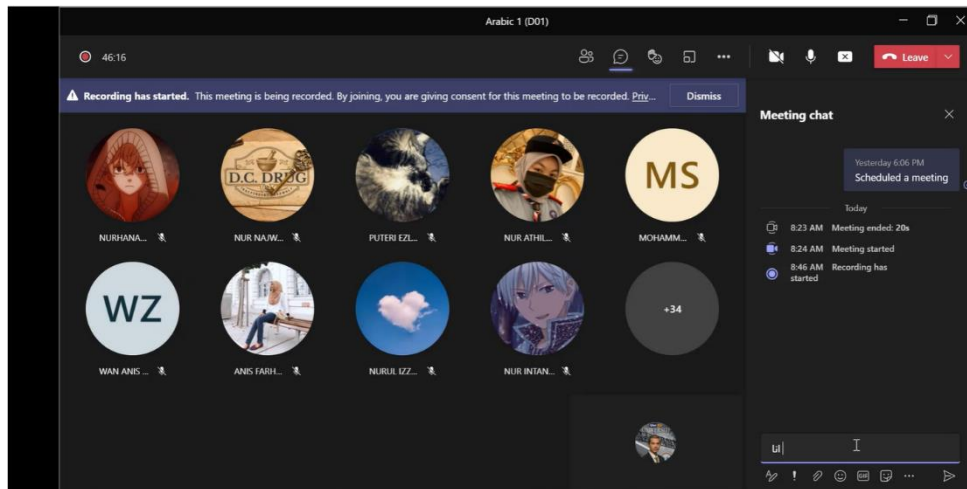 Arabic 1 (D01)
46:16
Leave
Recording has started. This meeting is being recorded. By joining, you are giving consent for this meeting to be recorded. Priv...
Dismiss
Meeting chat
Yesterday 6:06 PM
Scheduled a meeting
Today
8:23 AM Meeting ended: 20s
8:24 AM Meeting started
8:46 AM Recording has
started
D.C. DRUG
MS
NURHANA...
NUR NAJW...
PUTERI EZL...
NUR ATHIL...
MOHAMM...
WZ
+34
WAN ANIS ...
ANIS FARH...
NURUL IZZ...
NUR INTAN...
انا
GIF